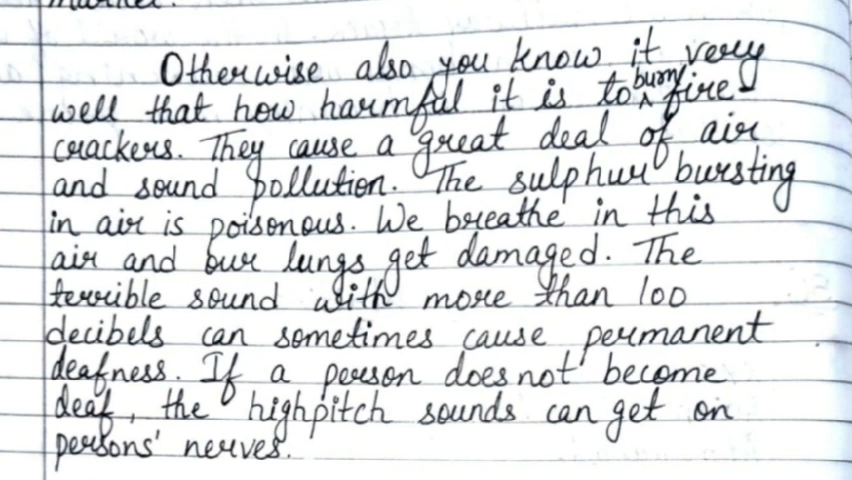 market.
Otherwise also you know it very
well that how harmful it is to burn fire-
crackers. They cause a great deal of air
and sound pollution. The sulphur bursting
in air is poisonous. We breathe in this
air and our lungs get damaged. The
terrible sound with more than 100
decibels can sometimes cause permanent
deafness. If a person does not become
deaf, the highpitch sounds can get on
persons' nerves.